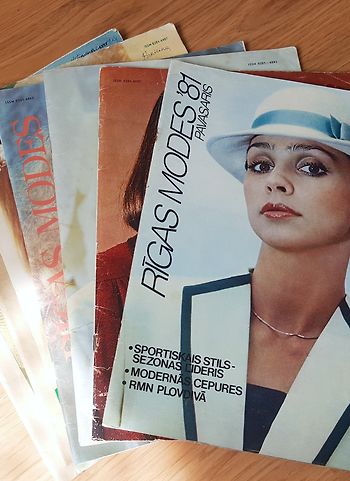 RĪGAS MODES '81
PAVASARIS
• SPORTISKAIS STILS-
SEZONAS LĪDERIS
• MODERNĀS CEPURES
• RMN PLOVDIVĀ
RĪGAS MODES